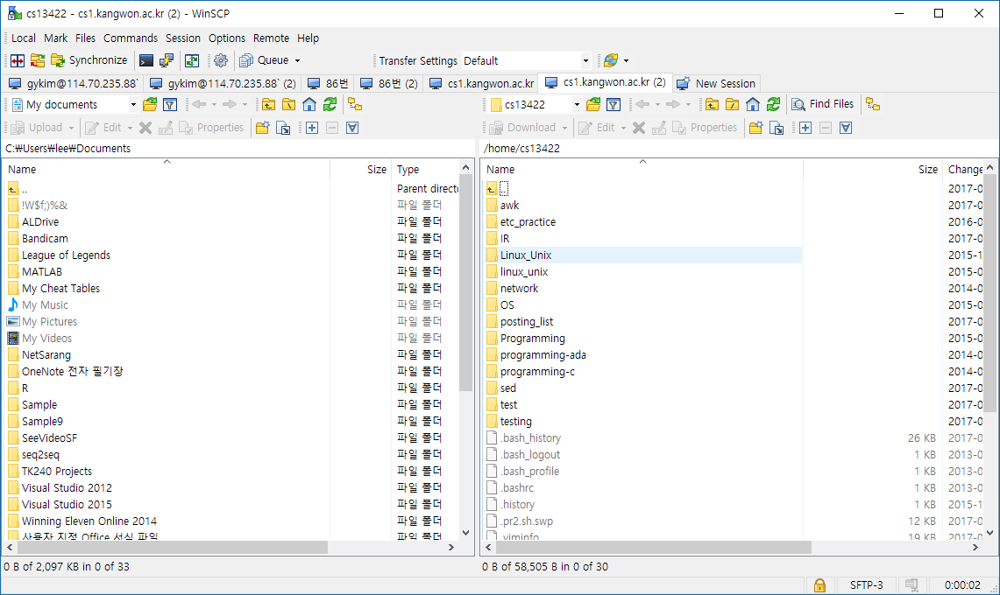 cs13422 - cs1.kangwon.ac.kr (2) - WinSCP
Local Mark Files Commands Session Options Remote Help
Synchronize Queue Transfer Settings Default
gykim@114.70.235.88` gykim@114.70.235.88` (2) 86번 86번 (2) cs1.kangwon.ac.kr cs1.kangwon.ac.kr (2) New Session
My documents cs13422 Find Files
Upload Edit Properties Download Edit Properties
C:₩Users₩lee₩Documents /home/cs13422
Name Size Type Name Size Change
.. Parent directo .. 2017-0
!W$f;)%& 파일 폴더 awk 2017-0
ALDrive 파일 폴더 etc_practice 2016-0
Bandicam 파일 폴더 IR 2017-0
League of Legends 파일 폴더 Linux_Unix 2015-1
MATLAB 파일 폴더 linux_unix 2015-0
My Cheat Tables 파일 폴더 network 2014-0
My Music 파일 폴더 OS 2015-0
My Pictures 파일 폴더 posting_list 2017-0
My Videos 파일 폴더 Programming 2015-0
NetSarang 파일 폴더 programming-ada 2014-0
OneNote 전자 필기장 파일 폴더 programming-c 2014-0
R 파일 폴더 sed 2017-0
Sample 파일 폴더 test 2017-0
Sample9 파일 폴더 testing 2017-0
SeeVideoSF 파일 폴더 .bash_history 26 KB 2017-0
seq2seq 파일 폴더 .bash_logout 1 KB 2013-0
TK240 Projects 파일 폴더 .bash_profile 1 KB 2013-0
Visual Studio 2012 파일 폴더 .bashrc 1 KB 2013-0
Visual Studio 2015 파일 폴더 .history 1 KB 2015-1
Winning Eleven Online 2014 파일 폴더 .pr2.sh.swp 12 KB 2017-0
사용자 지정 Office 서식 파일 파일 폴더 .viminfo 19 KB 2017-0
0 B of 2,097 KB in 0 of 33 0 B of 58,505 B in 0 of 30
SFTP-3 0:00:02